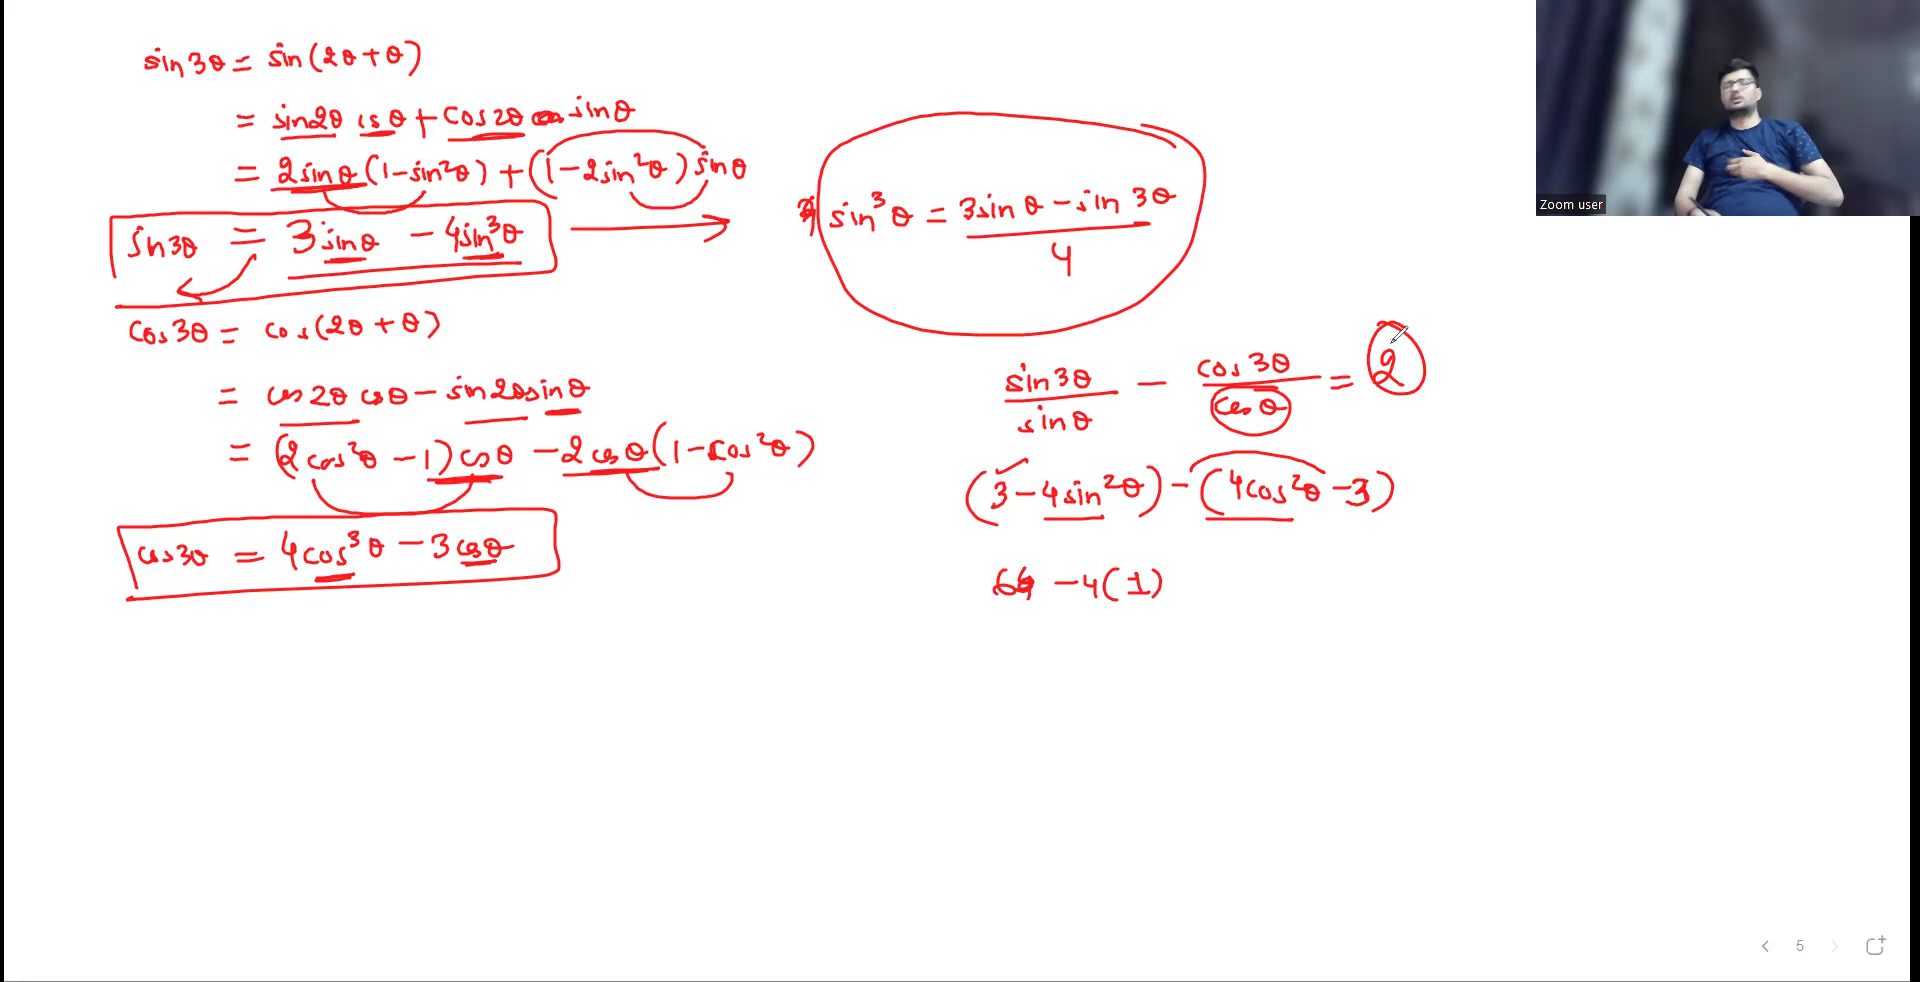 sin3θ = sin(2θ+θ)
= sin2θ cosθ + cos2θ sinθ
= 2sinθ(1-sin²θ) + (1-2sin²θ)sinθ
sin3θ = 3sinθ - 4sin³θ
sin³θ = 3sinθ - sin3θ
4
cos3θ = cos(2θ+θ)
= cos2θ cosθ - sin2θsinθ
= (2cos²θ -1)cosθ - 2cosθ(1-cos²θ)
cos3θ = 4cos³θ - 3cosθ
sin3θ - cos3θ = 2
sinθ cosθ
(3-4sin²θ) - (4cos²θ -3)
6 -4(1)
Zoom user
5